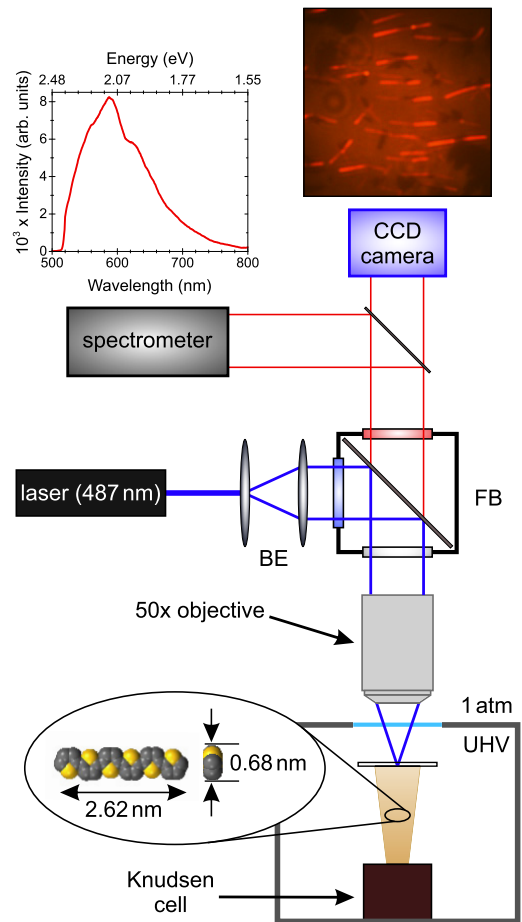 Energy (eV)
2.48 2.07 1.77 1.55
10³ x Intensity (arb. units)
8
6
4
2
0
500 600 700 800
Wavelength (nm)
CCD
camera
spectrometer
laser (487 nm)
BE
FB
50x objective
1 atm
UHV
0.68 nm
2.62 nm
Knudsen
cell